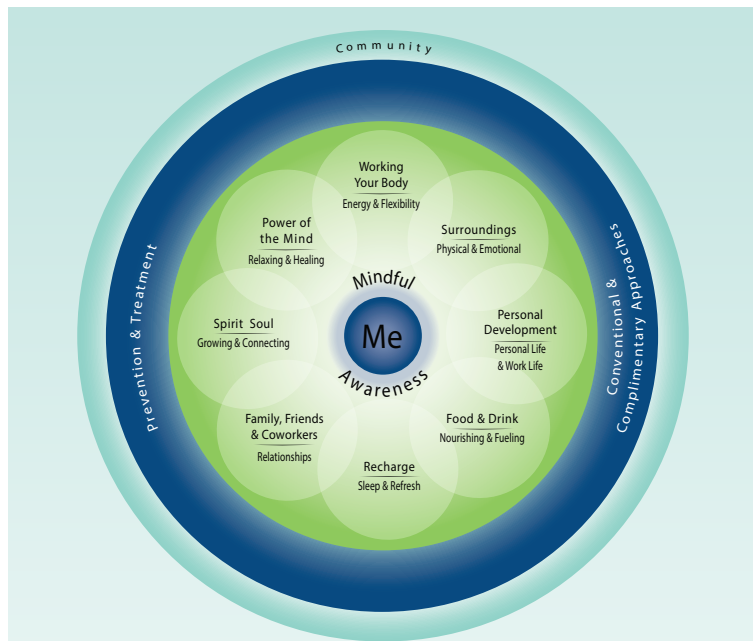 Community
Prevention & Treatment
Conventional &
Complimentary Approaches
Working
Your Body
Energy & Flexibility
Surroundings
Physical & Emotional
Personal
Development
Personal Life
& Work Life
Food & Drink
Nourishing & Fueling
Recharge
Sleep & Refresh
Family, Friends
& Coworkers
Relationships
Spirit Soul
Growing & Connecting
Power of
the Mind
Relaxing & Healing
Mindful
Me
Awareness